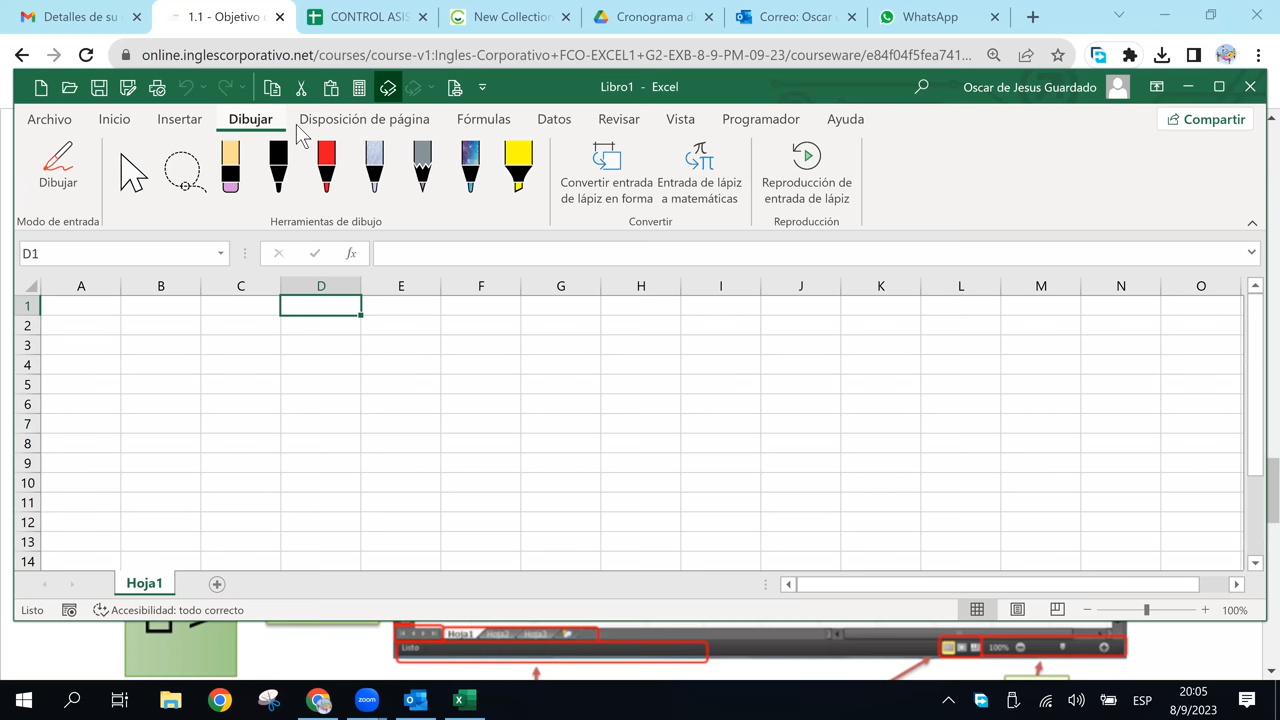 Detalles de su
1.1 - Objetivo
CONTROL ASIS
New Collection
Cronograma d
Correo: Oscar
WhatsApp
online.inglescorporativo.net/courses/course-v1:Ingles-Corporativo+FCO-EXCEL1+G2-EXB-8-9-PM-09-23/courseware/e84f04f5fea741...
Libro1 - Excel
Oscar de Jesus Guardado
Archivo Inicio Insertar Dibujar Disposición de página Fórmulas Datos Revisar Vista Programador Ayuda Compartir
Dibujar
Convertir entrada
de lápiz en forma
Entrada de lápiz
a matemáticas
Reproducción de
entrada de lápiz
Modo de entrada Herramientas de dibujo Convertir Reproducción
D1 fx
A B C D E F G H I J K L M N O
1
2
3
4
5
6
7
8
9
10
11
12
13
14
Hoja1
Listo Accesibilidad: todo correcto 100%
Hoja1 Hoja2 Hoja3
Listo 100%
ESP
20:05
8/9/2023